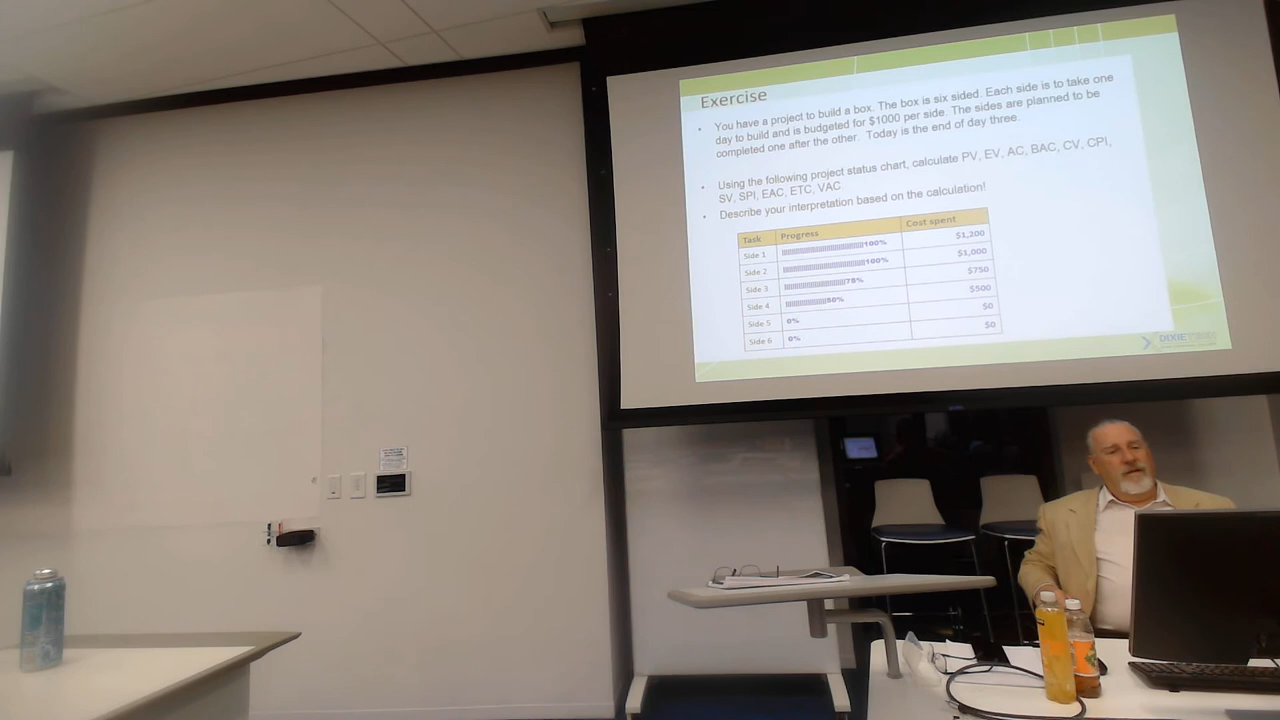 Exercise
• You have a project to build a box. The box is six sided. Each side is to take one
day to build and is budgeted for $1000 per side. The sides are planned to be
completed one after the other. Today is the end of day three.
• Using the following project status chart, calculate PV, EV, AC, BAC, CV, CPI,
SV, SPI, EAC, ETC, VAC
• Describe your interpretation based on the calculation!
Task Progress Cost spent
Side 1 100% $1,200
Side 2 100% $1,000
Side 3 75% $750
Side 4 50% $500
Side 5 0% $0
Side 6 0% $0
DIXIE